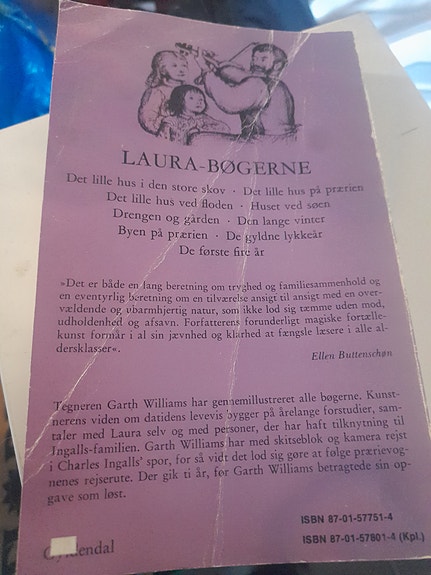 LAURA-BØGERNE
Det lille hus i den store skov · Det lille hus på prærien
Det lille hus ved floden · Huset ved søen
Drengen og gården · Den lange vinter
Byen på prærien · De gyldne lykkeår
De første fire år
»Det er både en lang beretning om tryghed og familiesammenhold og
en eventyrlig beretning om en tilværelse ansigt til ansigt med en over-
vældende og ubarmhjertig natur, som ikke lod sig tæmme uden mod,
udholdenhed og afsavn. Forfatterens forunderligt magiske fortælle-
kunst formår i al sin jævnhed og klarhed at fængsle læsere i alle al-
dersklasser«.
Ellen Buttenschøn
Tegneren Garth Williams har gennemillustreret alle bøgerne. Kunst-
nerens viden om datidens levevis bygger på årelange forstudier, sam-
taler med Laura selv og med personer, der har haft tilknytning til
Ingalls-familien. Garth Williams har med skitseblok og kamera rejst
i Charles Ingalls' spor, for så vidt det lod sig gøre at følge prærievog-
nenes rejserute. Der gik ti år, før Garth Williams betragtede sin op-
gave som løst.
ISBN 87-01-57751-4
ISBN 87-01-57801-4 (Kpl.)